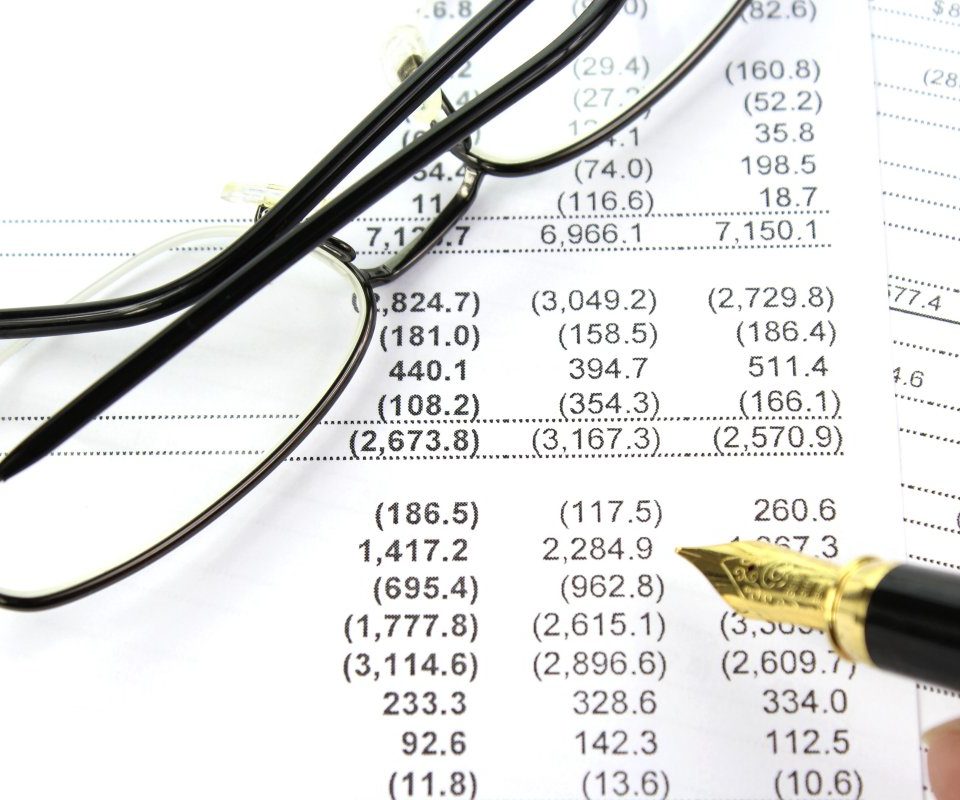 (82.6)
(29.4) (160.8)
(52.2)
35.8
(74.0) 198.5
(116.6) 18.7
6,966.1 7,150.1
(3,049.2) (2,729.8)
(181.0) (158.5) (186.4) 77.4
440.1 394.7 511.4
(108.2) (354.3) (166.1)
(2,673.8) (3,167.3) (2,570.9)
(186.5) (117.5) 260.6
1,417.2 2,284.9
(695.4) (962.8)
(1,777.8) (2,615.1)
(3,114.6) (2,896.6) (2,609.7)
233.3 328.6 334.0
92.6 142.3 112.5
(11.8) (13.6) (10.6)